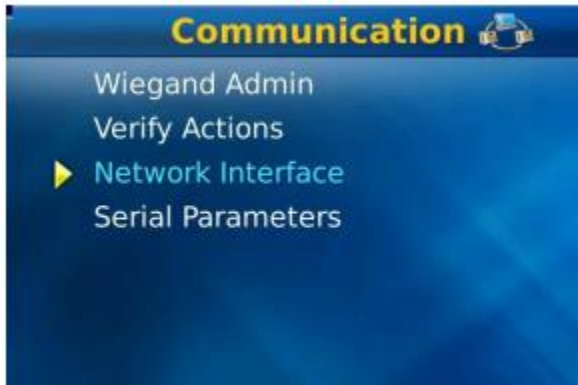 Communication
Wiegand Admin
Verify Actions
Network Interface
Serial Parameters